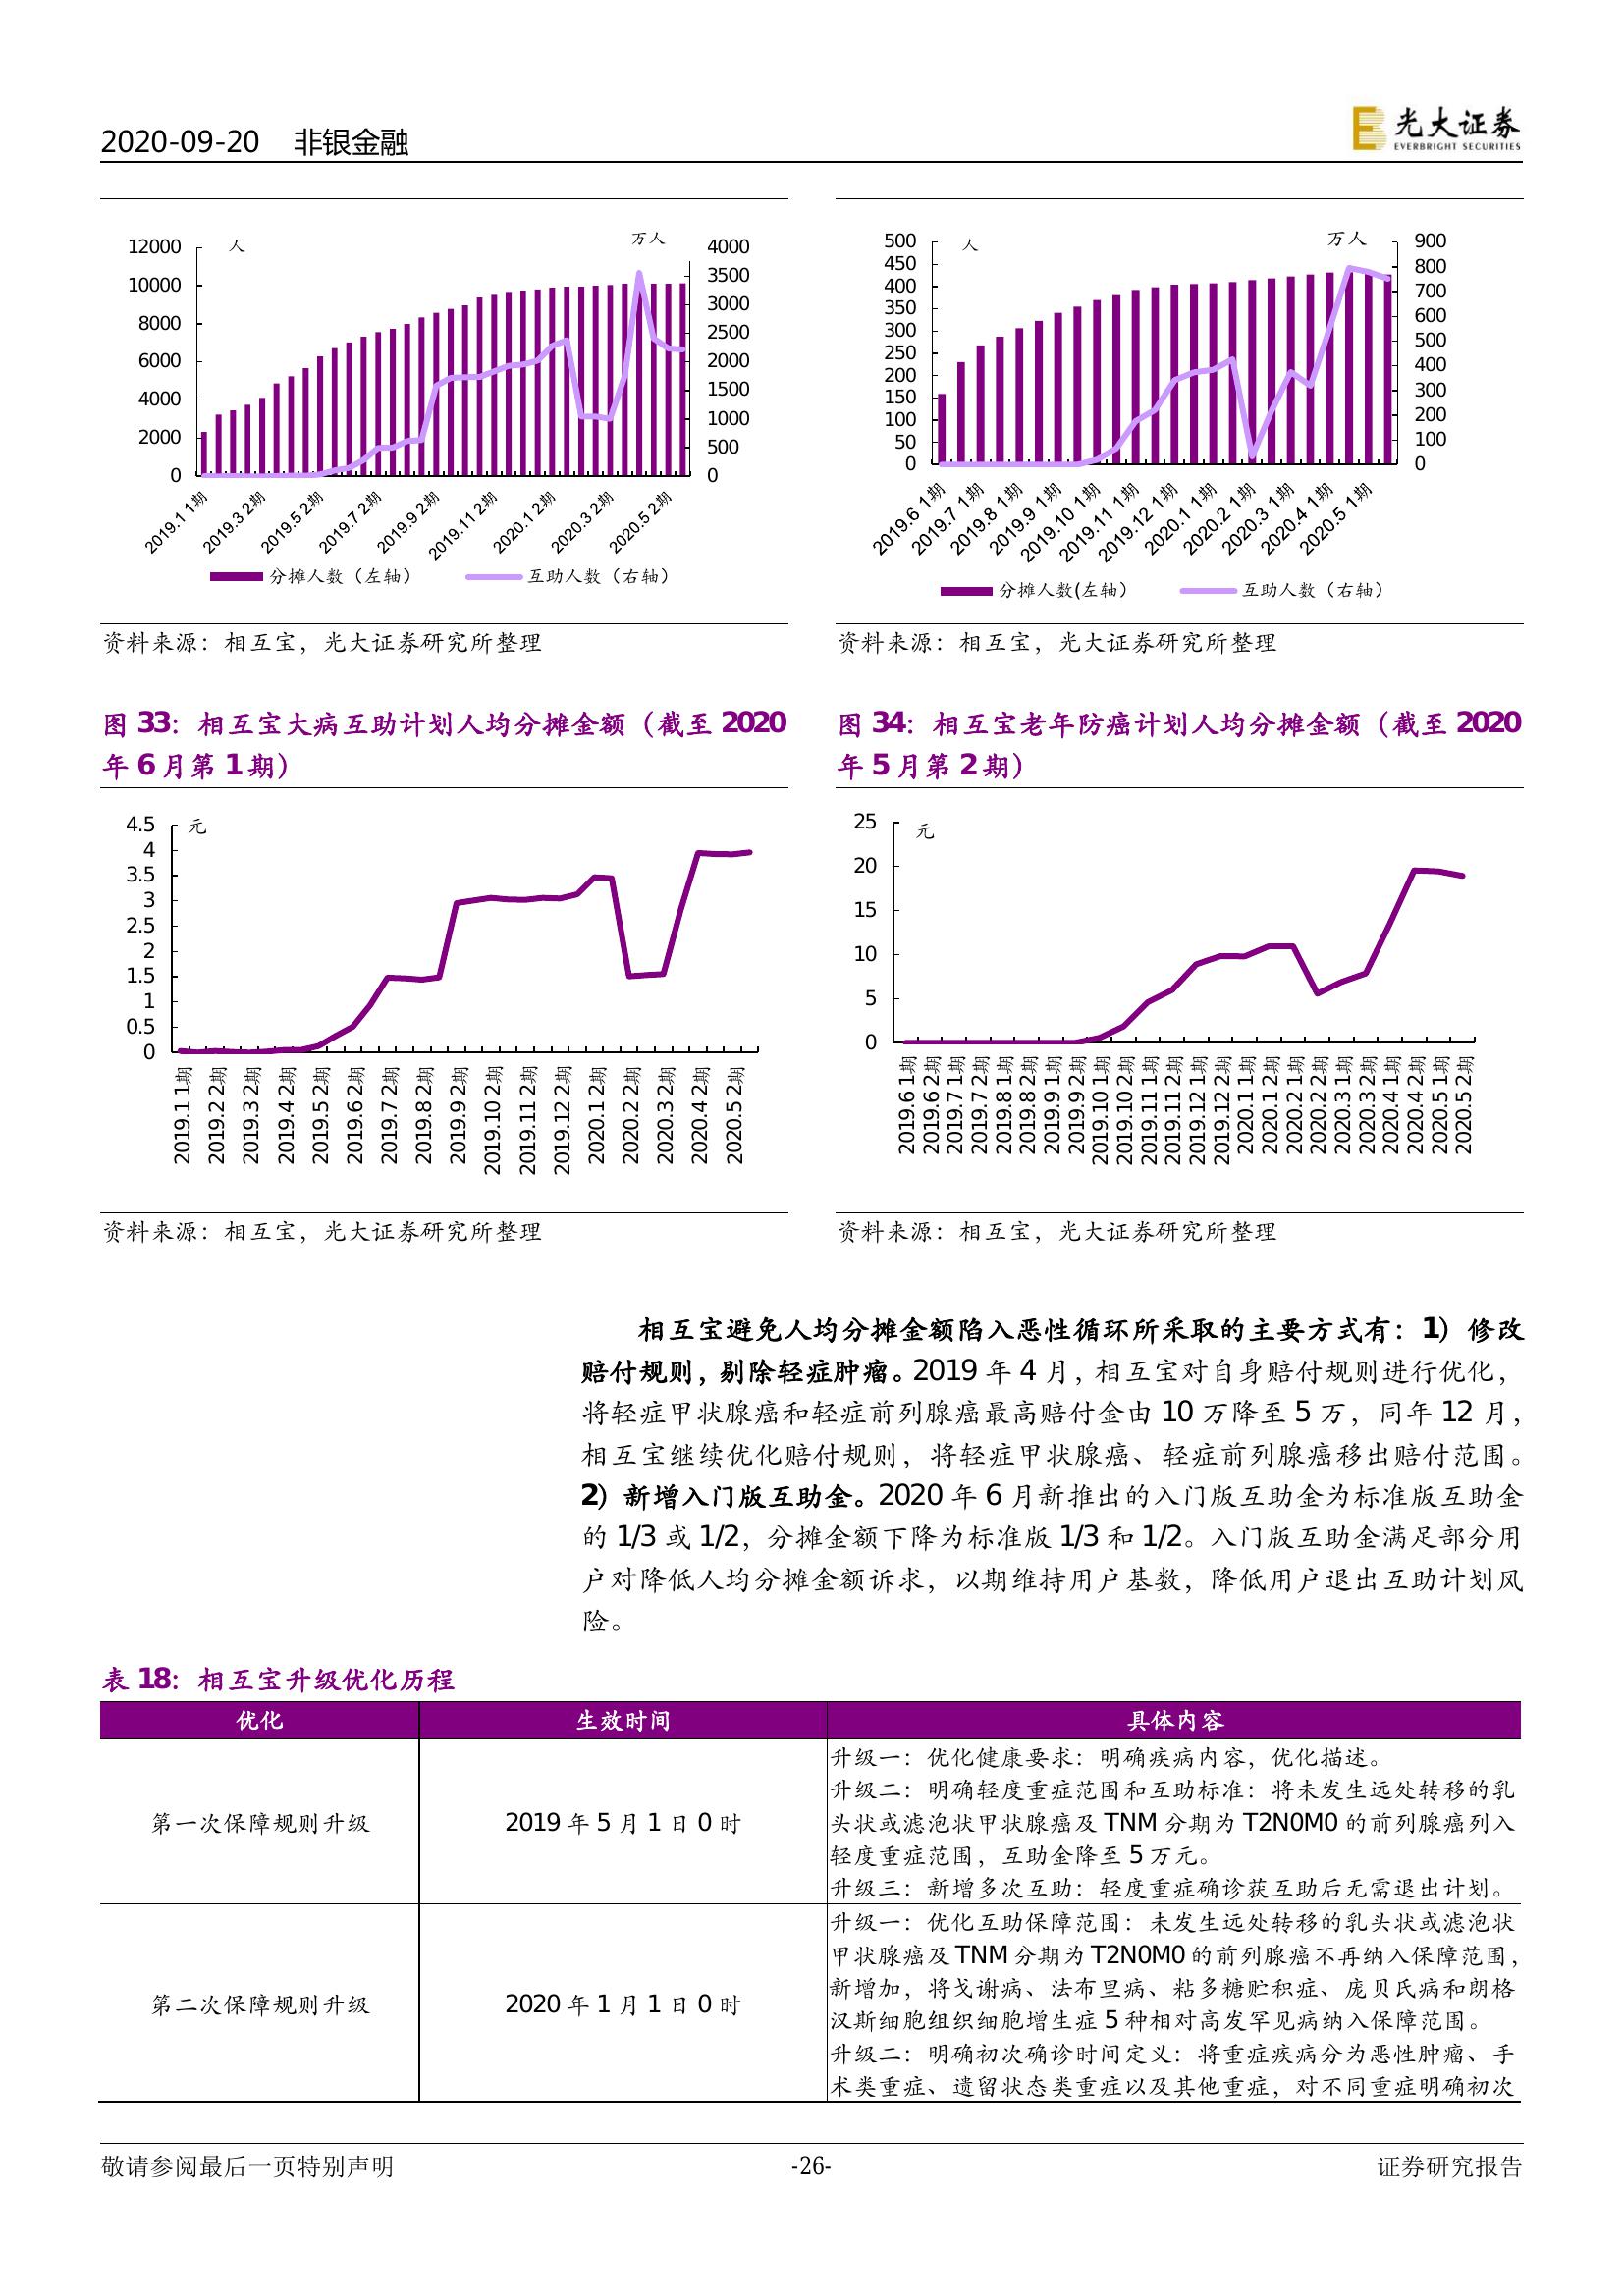 2020-09-20 非银金融
光大证券
EVERBRIGHT SECURITIES
人
万人
12000
10000
8000
6000
4000
2000
0
4000
3500
3000
2500
2000
1500
1000
500
0
2019.1 1期
2019.3 2期
2019.5 2期
2019.7 2期
2019.9 2期
2019.11 2期
2020.1 2期
2020.3 2期
2020.5 2期
分摊人数（左轴） 互助人数（右轴）
人
万人
500
450
400
350
300
250
200
150
100
50
0
900
800
700
600
500
400
300
200
100
0
2019.6 1期
2019.7 1期
2019.8 1期
2019.9 1期
2019.10 1期
2019.11 1期
2019.12 1期
2020.1 1期
2020.2 1期
2020.3 1期
2020.4 1期
2020.5 1期
分摊人数(左轴） 互助人数（右轴）
资料来源：相互宝，光大证券研究所整理
资料来源：相互宝，光大证券研究所整理
图 33：相互宝大病互助计划人均分摊金额（截至 2020
年 6 月第 1 期）
元
4.5
4
3.5
3
2.5
2
1.5
1
0.5
0
2019.1 1期
2019.2 2期
2019.3 2期
2019.4 2期
2019.5 2期
2019.6 2期
2019.7 2期
2019.8 2期
2019.9 2期
2019.10 2期
2019.11 2期
2019.12 2期
2020.1 2期
2020.2 2期
2020.3 2期
2020.4 2期
2020.5 2期
资料来源：相互宝，光大证券研究所整理
图 34：相互宝老年防癌计划人均分摊金额（截至 2020
年 5 月第 2 期）
元
25
20
15
10
5
0
2019.6 1期
2019.6 2期
2019.7 1期
2019.7 2期
2019.8 1期
2019.8 2期
2019.9 1期
2019.9 2期
2019.10 1期
2019.10 2期
2019.11 1期
2019.11 2期
2019.12 1期
2019.12 2期
2020.1 1期
2020.1 2期
2020.2 1期
2020.2 2期
2020.3 1期
2020.3 2期
2020.4 1期
2020.4 2期
2020.5 1期
2020.5 2期
资料来源：相互宝，光大证券研究所整理
相互宝避免人均分摊金额陷入恶性循环所采取的主要方式有：1）修改
赔付规则，剔除轻症肿瘤。2019 年 4 月，相互宝对自身赔付规则进行优化，
将轻症甲状腺癌和轻症前列腺癌最高赔付金由 10 万降至 5 万，同年 12 月，
相互宝继续优化赔付规则，将轻症甲状腺癌、轻症前列腺癌移出赔付范围。
2）新增入门版互助金。2020 年 6 月新推出的入门版互助金为标准版互助金
的 1/3 或 1/2，分摊金额下降为标准版 1/3 和 1/2。入门版互助金满足部分用
户对降低人均分摊金额诉求，以期维持用户基数，降低用户退出互助计划风
险。
表 18：相互宝升级优化历程
优化 生效时间 具体内容
第一次保障规则升级
2019 年 5 月 1 日 0 时
升级一：优化健康要求：明确疾病内容，优化描述。
升级二：明确轻度重症范围和互助标准：将未发生远处转移的乳
头状或滤泡状甲状腺癌及 TNM 分期为 T2N0M0 的前列腺癌列入
轻度重症范围，互助金降至 5 万元。
升级三：新增多次互助：轻度重症确诊获互助后无需退出计划。
第二次保障规则升级
2020 年 1 月 1 日 0 时
升级一：优化互助保障范围：未发生远处转移的乳头状或滤泡状
甲状腺癌及 TNM 分期为 T2N0M0 的前列腺癌不再纳入保障范围，
新增加，将戈谢病、法布里病、粘多糖贮积症、庞贝氏病和朗格
汉斯细胞组织细胞增生症 5 种相对高发罕见病纳入保障范围。
升级二：明确初次确诊时间定义：将重症疾病分为恶性肿瘤、手
术类重症、遗留状态类重症以及其他重症，对不同重症明确初次
敬请参阅最后一页特别声明 -26- 证券研究报告